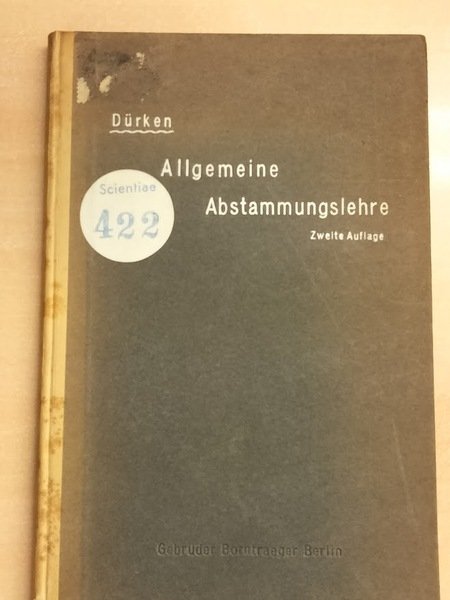 Dürken
Allgemeine
Scientiae
422
Abstammungslehre
Zweite Auflage
Gebrüder Borntraeger Berlin